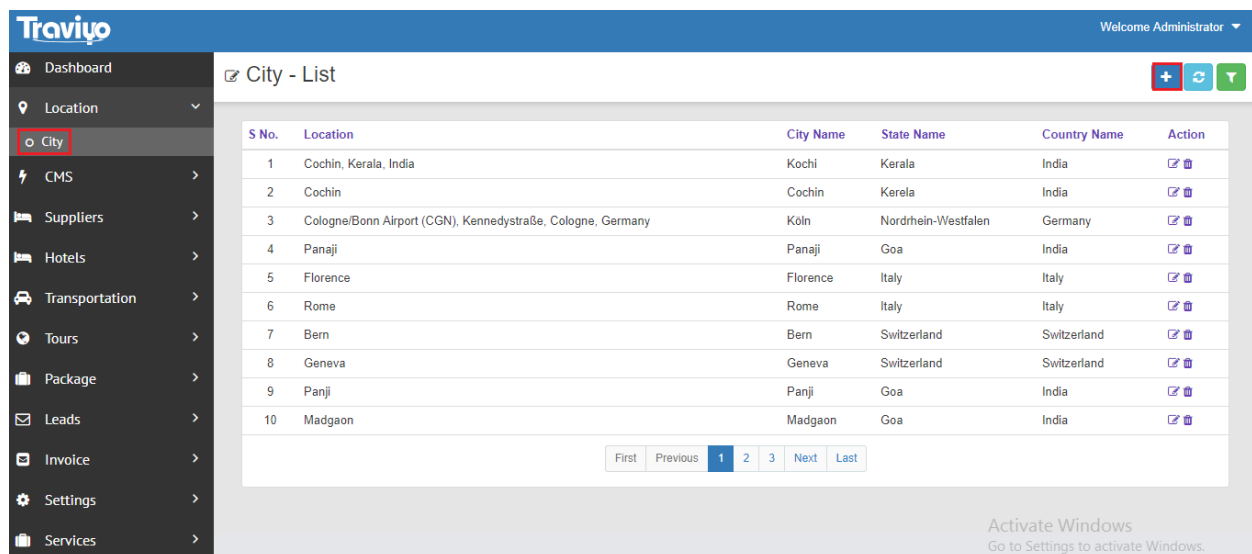 Traviyo
Welcome Administrator
Dashboard
City - List
Location
City
CMS
Suppliers
Hotels
Transportation
Tours
Package
Leads
Invoice
Settings
Services
S No. Location City Name State Name Country Name Action
1 Cochin, Kerala, India Kochi Kerala India
2 Cochin Cochin Kerela India
3 Cologne/Bonn Airport (CGN), Kennedystraße, Cologne, Germany Köln Nordrhein-Westfalen Germany
4 Panaji Panaji Goa India
5 Florence Florence Italy Italy
6 Rome Rome Italy Italy
7 Bern Bern Switzerland Switzerland
8 Geneva Geneva Switzerland Switzerland
9 Panji Panji Goa India
10 Madgaon Madgaon Goa India
First Previous 1 2 3 Next Last
Activate Windows
Go to Settings to activate Windows.